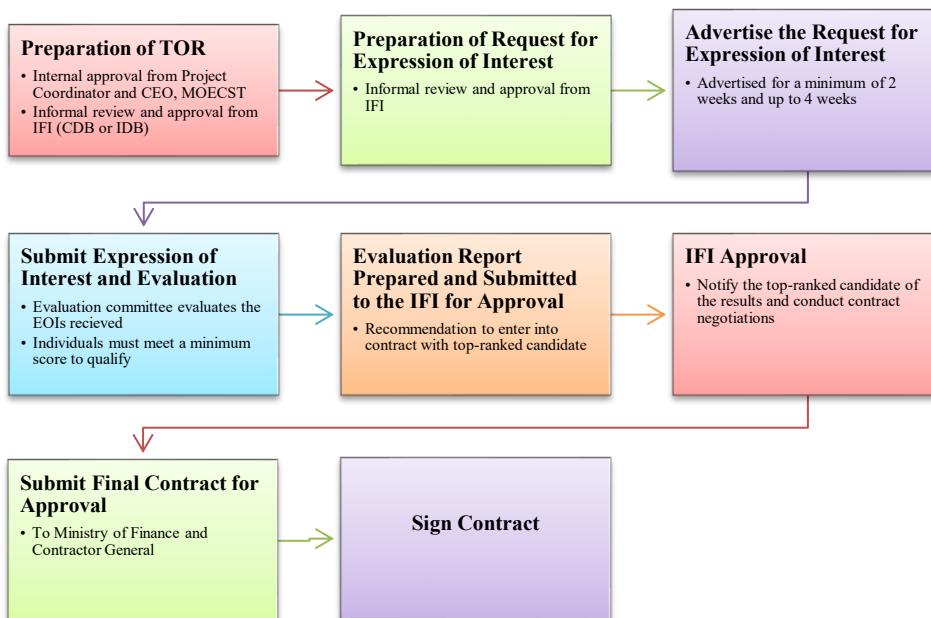 Preparation of TOR
• Internal approval from Project
Coordinator and CEO, MOECST
• Informal review and approval from
IFI (CDB or IDB)
Preparation of Request for
Expression of Interest
• Informal review and approval from
IFI
Advertise the Request for
Expression of Interest
• Advertised for a minimum of 2
weeks and up to 4 weeks
Submit Expression of
Interest and Evaluation
• Evaluation committee evaluates the
EOIs recieved
• Individuals must meet a minimum
score to qualify
Evaluation Report
Prepared and Submitted
to the IFI for Approval
• Recommendation to enter into
contract with top-ranked candidate
IFI Approval
• Notify the top-ranked candidate of
the results and conduct contract
negotiations
Submit Final Contract for
Approval
• To Ministry of Finance and
Contractor General
Sign Contract